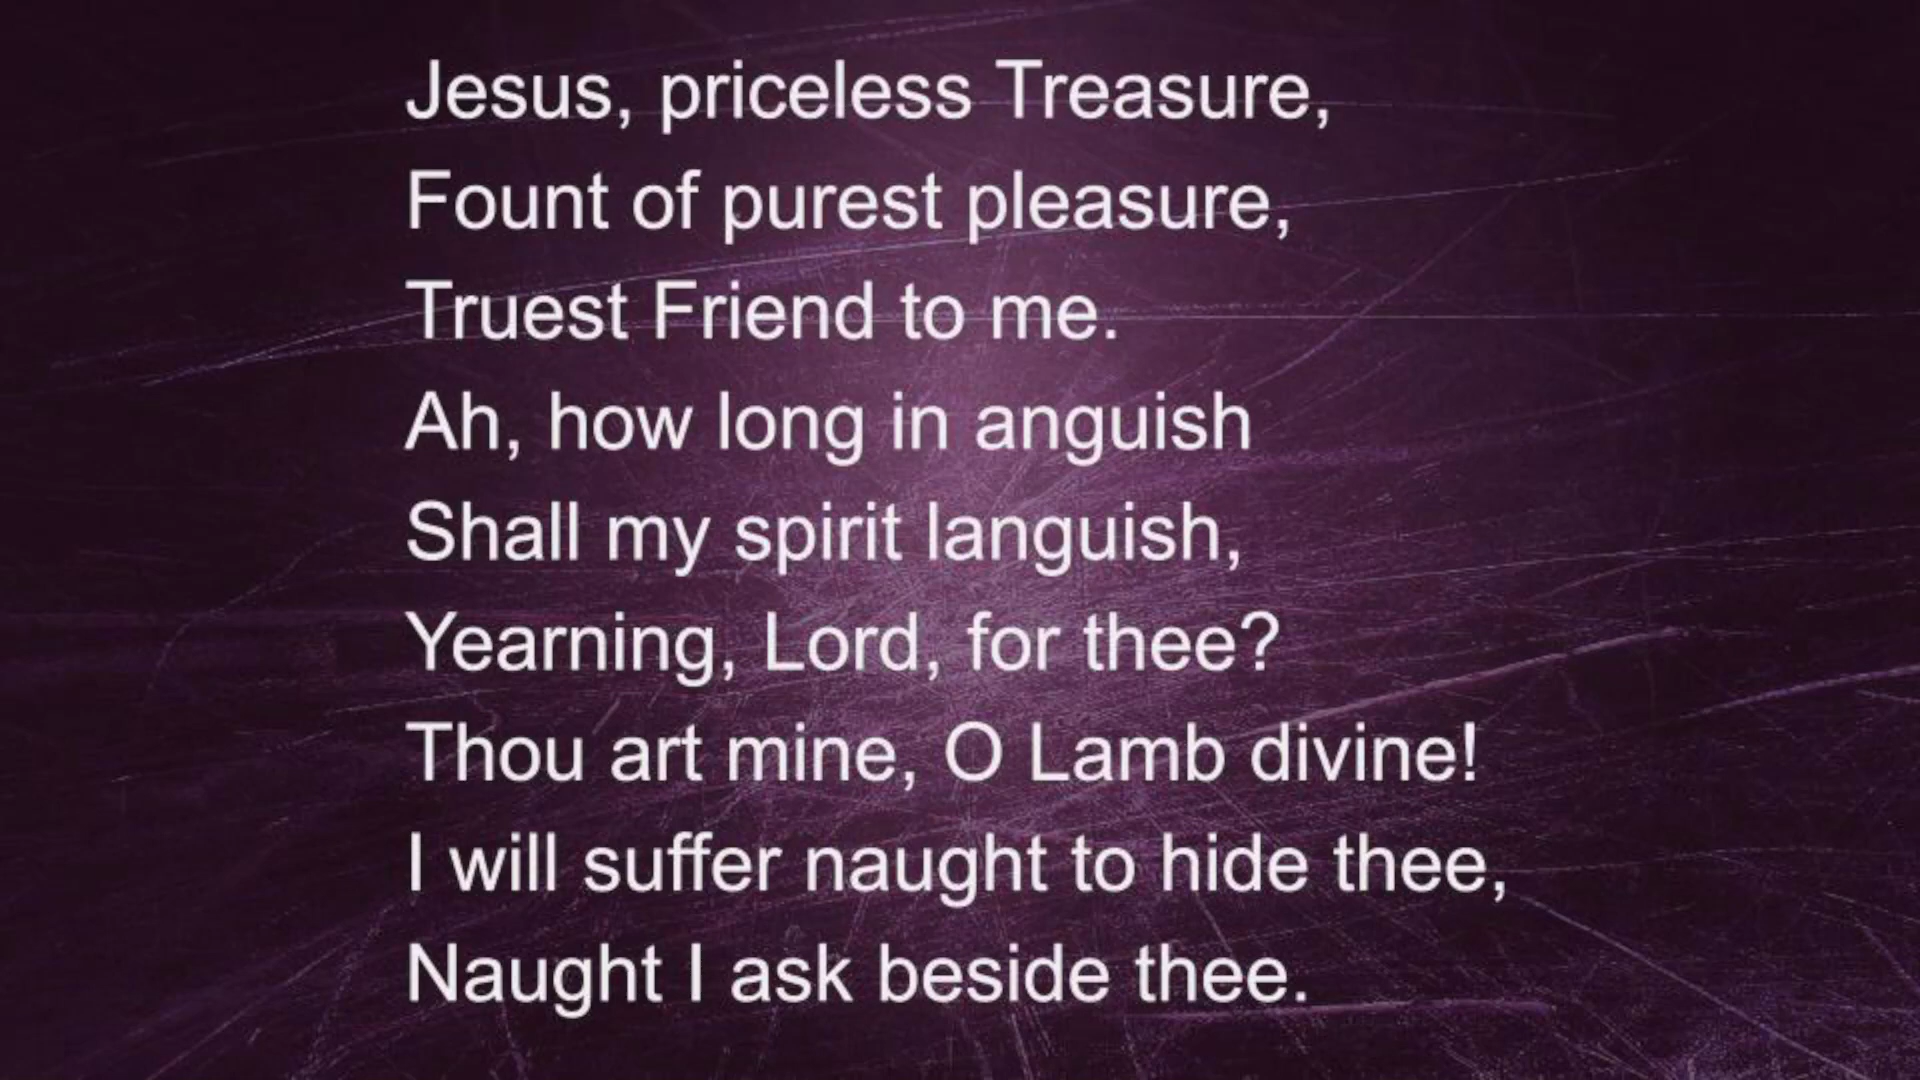 Jesus, priceless Treasure,
Fount of purest pleasure,
Truest Friend to me.
Ah, how long in anguish
Shall my spirit languish,
Yearning, Lord, for thee?
Thou art mine, O Lamb divine!
I will suffer naught to hide thee,
Naught I ask beside thee.